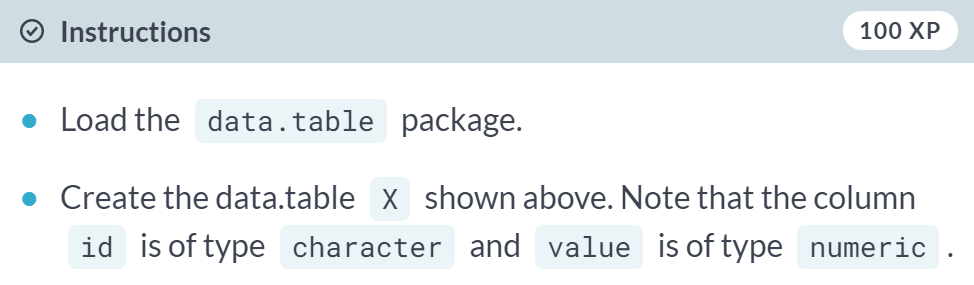 Instructions
100 XP
Load the data.table package.
Create the data.table X shown above. Note that the column
id is of type character and value is of type numeric.